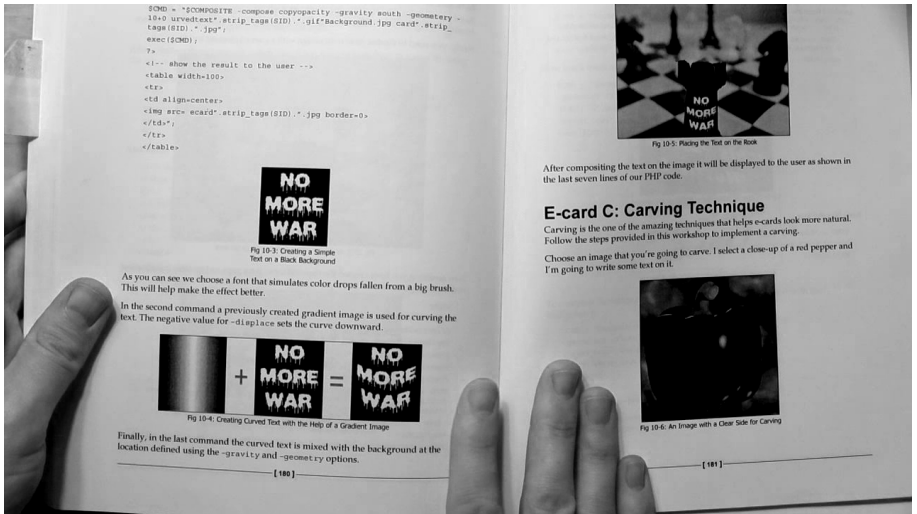 $CMD = "$COMPOSITE -compose copyopacity -gravity south -geometery -
10+0 urvedtext".strip_tags(SID).".gif"Background.jpg card".strip_
tags(SID).".jpg";
exec($CMD);
?>
<!-- show the result to the user -->
<table width=100>
<tr>
<td align=center>
<img src= ecard".strip_tags(SID).".jpg border=0>
</td>";
</tr>
</table>
NO
MORE
WAR
Fig 10-3: Creating a Simple
Text on a Black Background
As you can see we choose a font that simulates color drops fallen from a big brush.
This will help make the effect better.
In the second command a previously created gradient image is used for curving the
text. The negative value for -displace sets the curve downward.
+
NO
MORE
WAR
=
NO
MORE
WAR
Fig 10-4: Creating Curved Text with the Help of a Gradient Image
Finally, in the last command the curved text is mixed with the background at the
location defined using the -gravity and -geometry options.
[ 180 ]
NO
MORE
WAR
Fig 10-5: Placing the Text on the Rook
After compositing the text on the image it will be displayed to the user as shown in
the last seven lines of our PHP code.
E-card C: Carving Technique
Carving is the one of the amazing techniques that helps e-cards look more natural.
Follow the steps provided in this workshop to implement a carving.
Choose an image that you're going to carve. I select a close-up of a red pepper and
I'm going to write some text on it.
Fig 10-6: An Image with a Clear Side for Carving
[ 181 ]